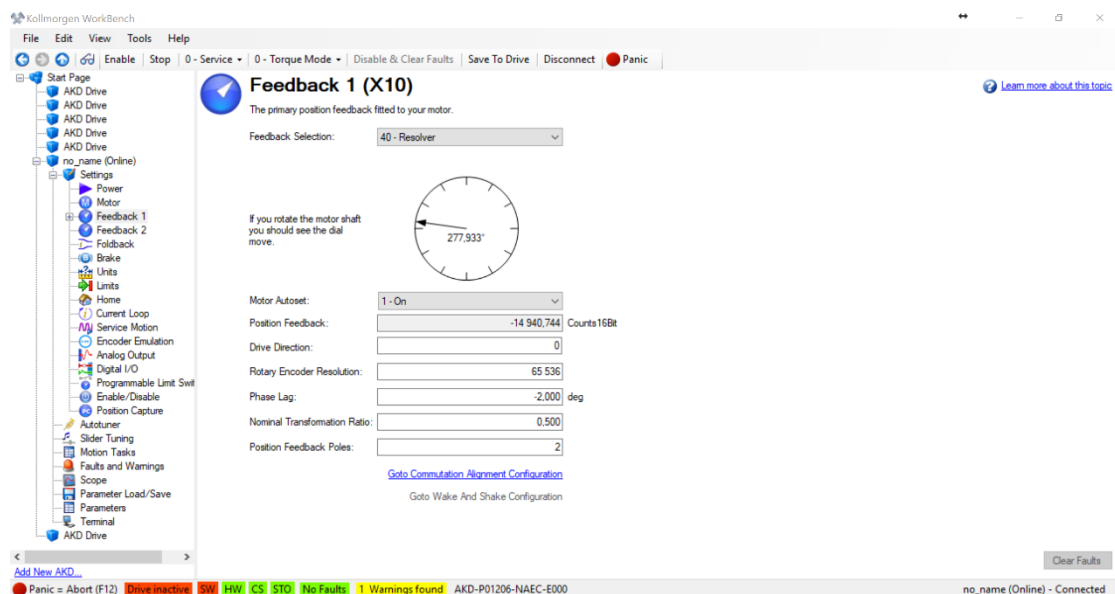 Kollmorgen WorkBench
File Edit View Tools Help
Enable Stop 0 - Service 0 - Torque Mode Disable & Clear Faults Save To Drive Disconnect Panic
Start Page
AKD Drive
AKD Drive
AKD Drive
AKD Drive
AKD Drive
no_name (Online)
Settings
Power
Motor
Feedback 1
Feedback 2
Foldback
Brake
Units
Limits
Home
Current Loop
Service Motion
Encoder Emulation
Analog Output
Digital I/O
Programmable Limit Swit
Enable/Disable
Position Capture
Autotuner
Slider Tuning
Motion Tasks
Faults and Warnings
Scope
Parameter Load/Save
Parameters
Terminal
AKD Drive
Add New AKD...
Feedback 1 (X10)
Learn more about this topic
The primary position feedback fitted to your motor.
Feedback Selection: 40 - Resolver
If you rotate the motor shaft
you should see the dial
move.
277,933°
Motor Autoset: 1 - On
Position Feedback: -14 940,744 Counts16Bit
Drive Direction: 0
Rotary Encoder Resolution: 65 536
Phase Lag: -2,000 deg
Nominal Transformation Ratio: 0,500
Position Feedback Poles: 2
Goto Commutation Alignment Configuration
Goto Wake And Shake Configuration
Clear Faults
Panic = Abort (F12) Drive inactive SW HW CS STO No Faults 1 Warnings found AKD-P01206-NAEC-E000 no_name (Online) - Connected